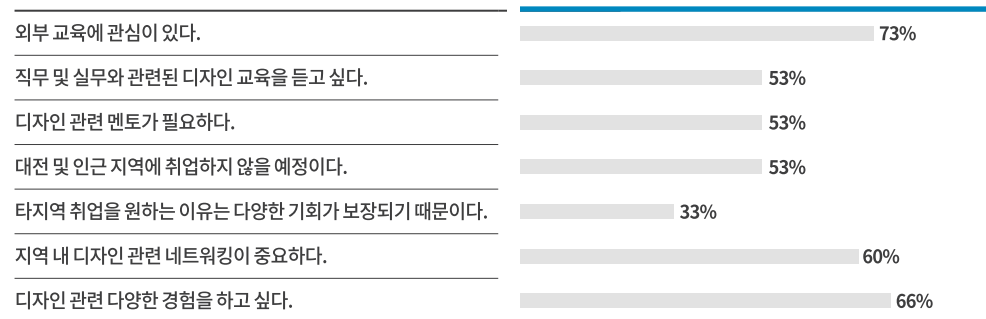 외부 교육에 관심이 있다. 73%
직무 및 실무와 관련된 디자인 교육을 듣고 싶다. 53%
디자인 관련 멘토가 필요하다. 53%
대전 및 인근 지역에 취업하지 않을 예정이다. 53%
타지역 취업을 원하는 이유는 다양한 기회가 보장되기 때문이다. 33%
지역 내 디자인 관련 네트워킹이 중요하다. 60%
디자인 관련 다양한 경험을 하고 싶다. 66%